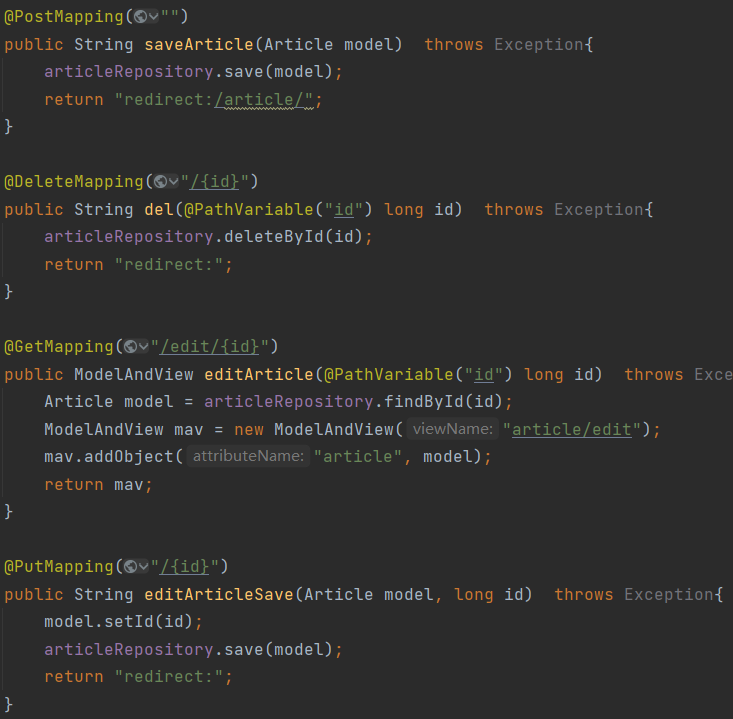 @PostMapping("")
public String saveArticle(Article model)  throws Exception{
    articleRepository.save(model);
    return "redirect:/article/";
}

@DeleteMapping("/{id}")
public String del(@PathVariable("id") long id)  throws Exception{
    articleRepository.deleteById(id);
    return "redirect:";
}

@GetMapping("/edit/{id}")
public ModelAndView editArticle(@PathVariable("id") long id)  throws Exce
    Article model = articleRepository.findById(id);
    ModelAndView mav = new ModelAndView( viewName: "article/edit");
    mav.addObject( attributeName: "article", model);
    return mav;
}

@PutMapping("/{id}")
public String editArticleSave(Article model, long id)  throws Exception{
    model.setId(id);
    articleRepository.save(model);
    return "redirect:";
}